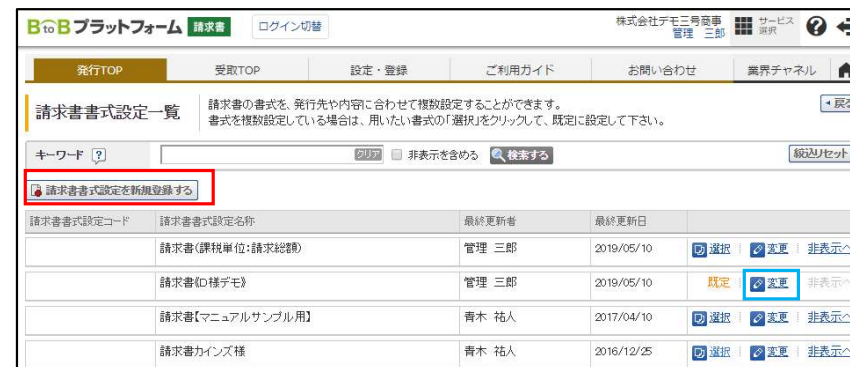 BtoBプラットフォーム 請求書 ログイン切替 株式会社デモ三号商事 サービス
管理 三郎 選択
発行TOP 受取TOP 設定・登録 ご利用ガイド お問い合わせ 業界チャネル
請求書書式設定一覧 請求書の書式を、発行先や内容に合わせて複数設定することができます。 戻る
書式を複数設定している場合は、用いたい書式の「選択」をクリックして、既定に設定して下さい。
キーワード ? クリア 非表示を含める 検索する 絞込リセット
請求書書式設定を新規登録する
請求書書式設定コード 請求書書式設定名称 最終更新者 最終更新日
請求書(課税単位:請求総額) 管理 三郎 2019/05/10 選択 変更 非表示へ
請求書《D様デモ》 管理 三郎 2019/05/10 既定 変更 非表示へ
請求書【マニュアルサンプル用】 青木 祐人 2017/04/10 選択 変更 非表示へ
請求書カインズ様 青木 祐人 2016/12/26 選択 変更 非表示へ